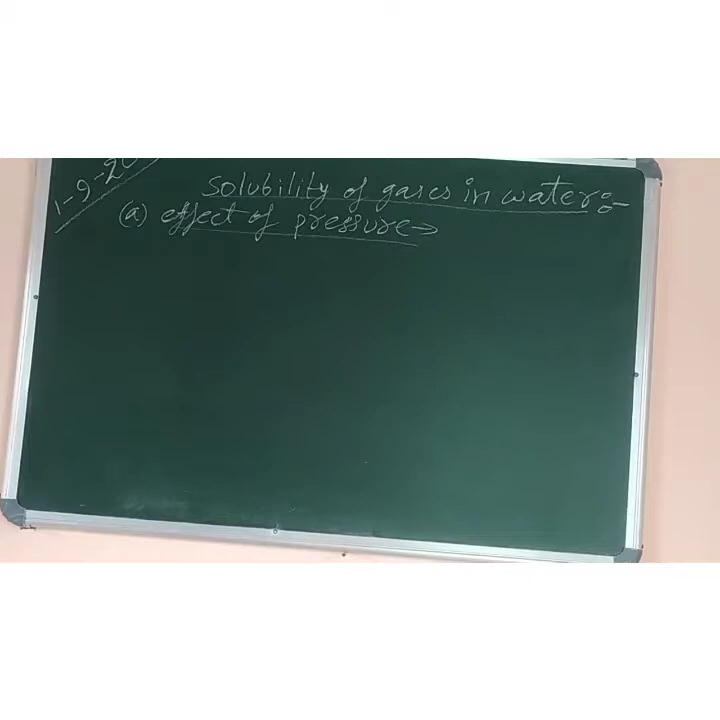 1-9-20
Solubility of gases in water:-
(a) effect of pressure→